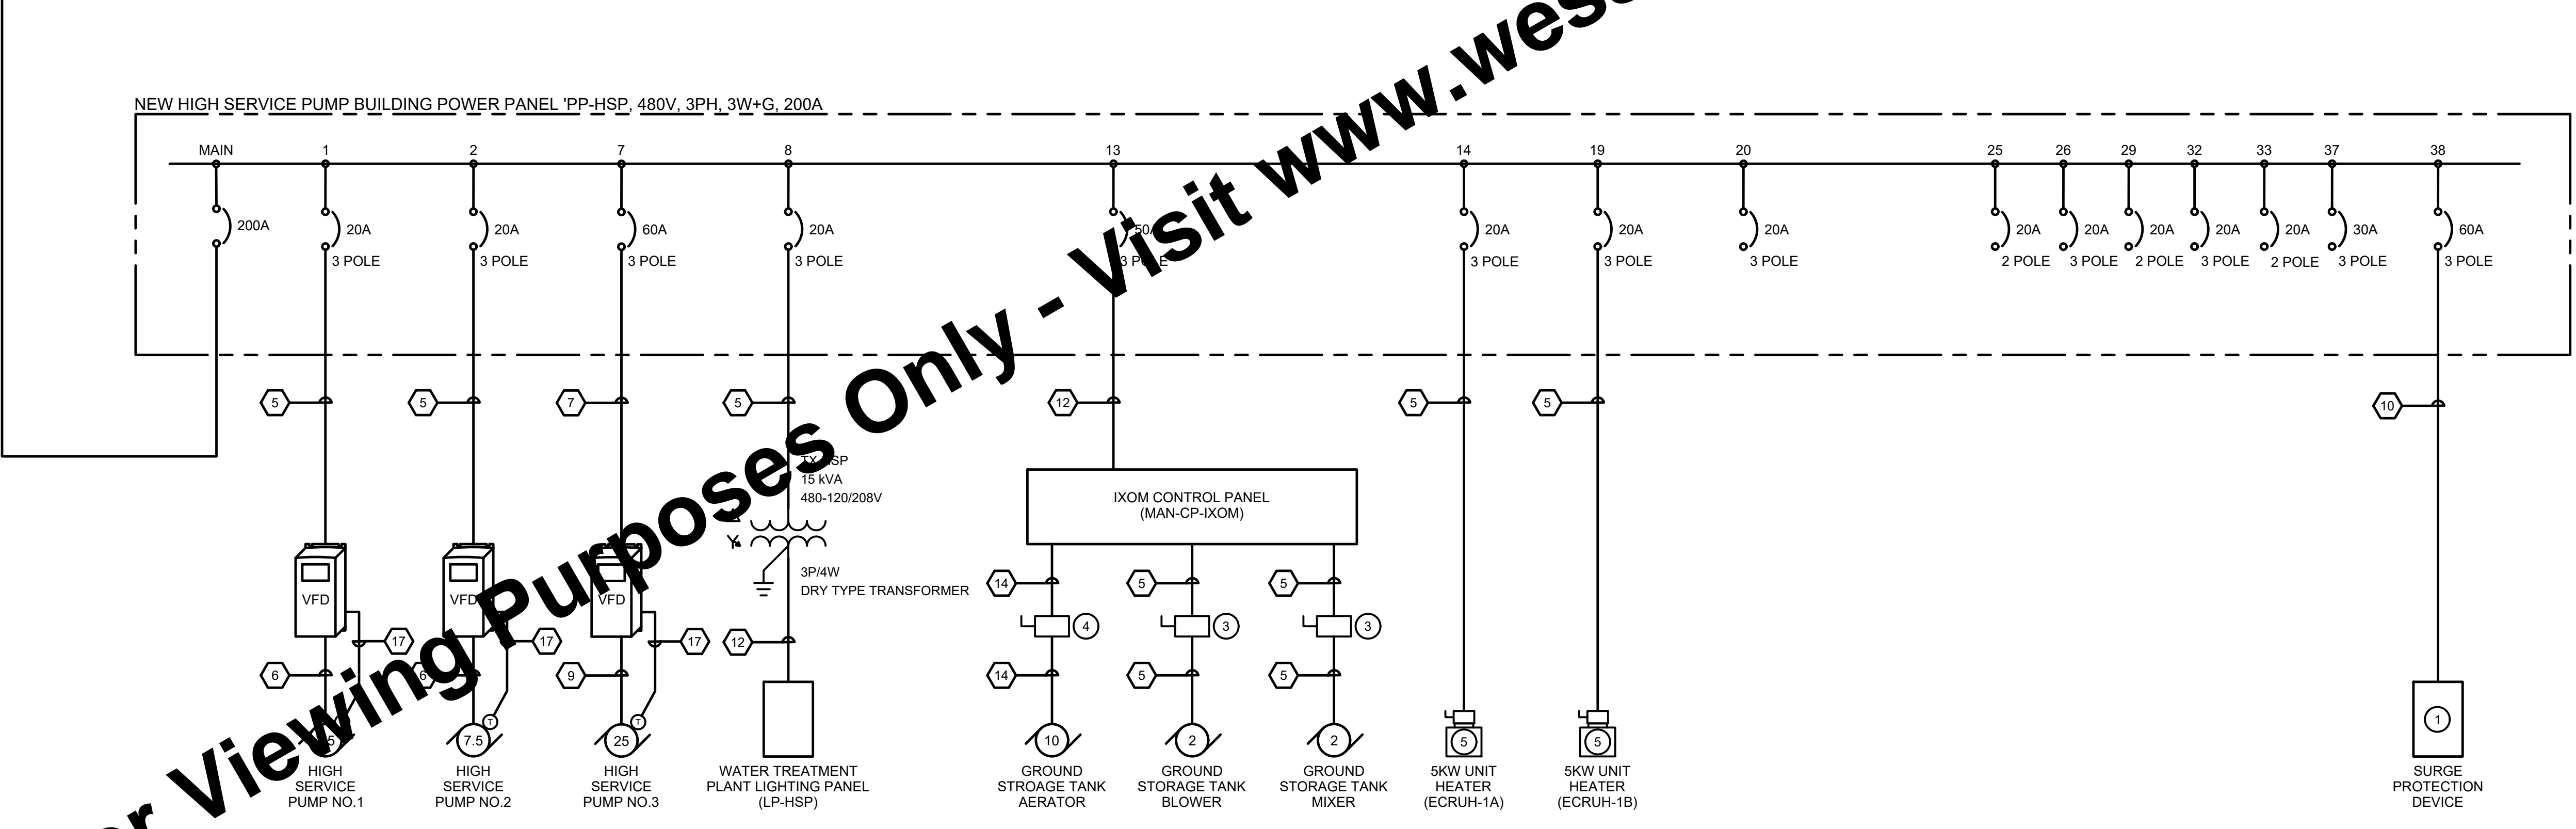 NEW HIGH SERVICE PUMP BUILDING POWER PANEL 'PP-HSP, 480V, 3PH, 3W+G, 200A
MAIN 1 2 7 8 13 14 19 20 25 26 29 32 33 37 38
200A 20A 20A 60A 20A 50A 20A 20A 20A 20A 20A 20A 20A 20A 30A 60A
3 POLE 3 POLE 3 POLE 3 POLE 3 POLE 3 POLE 3 POLE 3 POLE 2 POLE 3 POLE 2 POLE 3 POLE 2 POLE 3 POLE 3 POLE
5 5 7 5 12 5 5 10
15 kVA
480-120/208V
3P/4W
DRY TYPE TRANSFORMER
IXOM CONTROL PANEL
(MAN-CP-IXOM)
VFD VFD VFD
14 5 5
4 3 3
17 17 17 12
6 6 9 14 5 5
T T
7.5 25 10 2 2 5 5 1
HIGH
SERVICE
PUMP NO.1
HIGH
SERVICE
PUMP NO.2
HIGH
SERVICE
PUMP NO.3
WATER TREATMENT
PLANT LIGHTING PANEL
(LP-HSP)
GROUND
STROAGE TANK
AERATOR
GROUND
STORAGE TANK
BLOWER
GROUND
STORAGE TANK
MIXER
5KW UNIT
HEATER
(ECRUH-1A)
5KW UNIT
HEATER
(ECRUH-1B)
SURGE
PROTECTION
DEVICE
Viewing Purposes Only - Visit